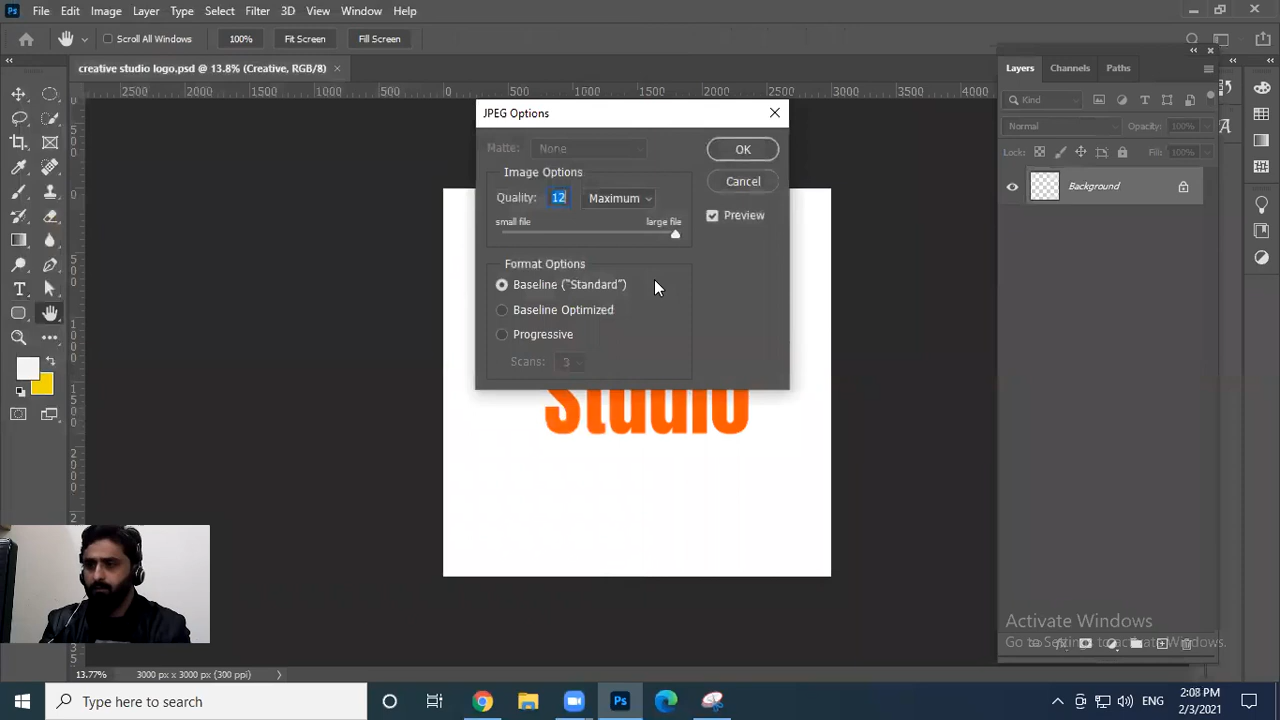 Ps File Edit Image Layer Type Select Filter 3D View Window Help
Scroll All Windows 100% Fit Screen Fill Screen
creative studio logo.psd @ 13.8% (Creative, RGB/8) ×
2500 2000 1500 1000 500 0 500 1000 1500 2000 2500 3000 3500 4000
JPEG Options
Matte: None
OK
Image Options
Cancel
Quality: 12 Maximum
Preview
small file large file
Format Options
Baseline ("Standard")
Baseline Optimized
Progressive
Scans: 3
Studio
Layers Channels Paths
Kind
Normal Opacity: 100%
Lock: Fill: 100%
Background
Activate Windows
Go to Settings to activate Windows.
13.77% 3000 px x 3000 px (300 ppi)
Type here to search
Ps
ENG
2:08 PM
2/3/2021